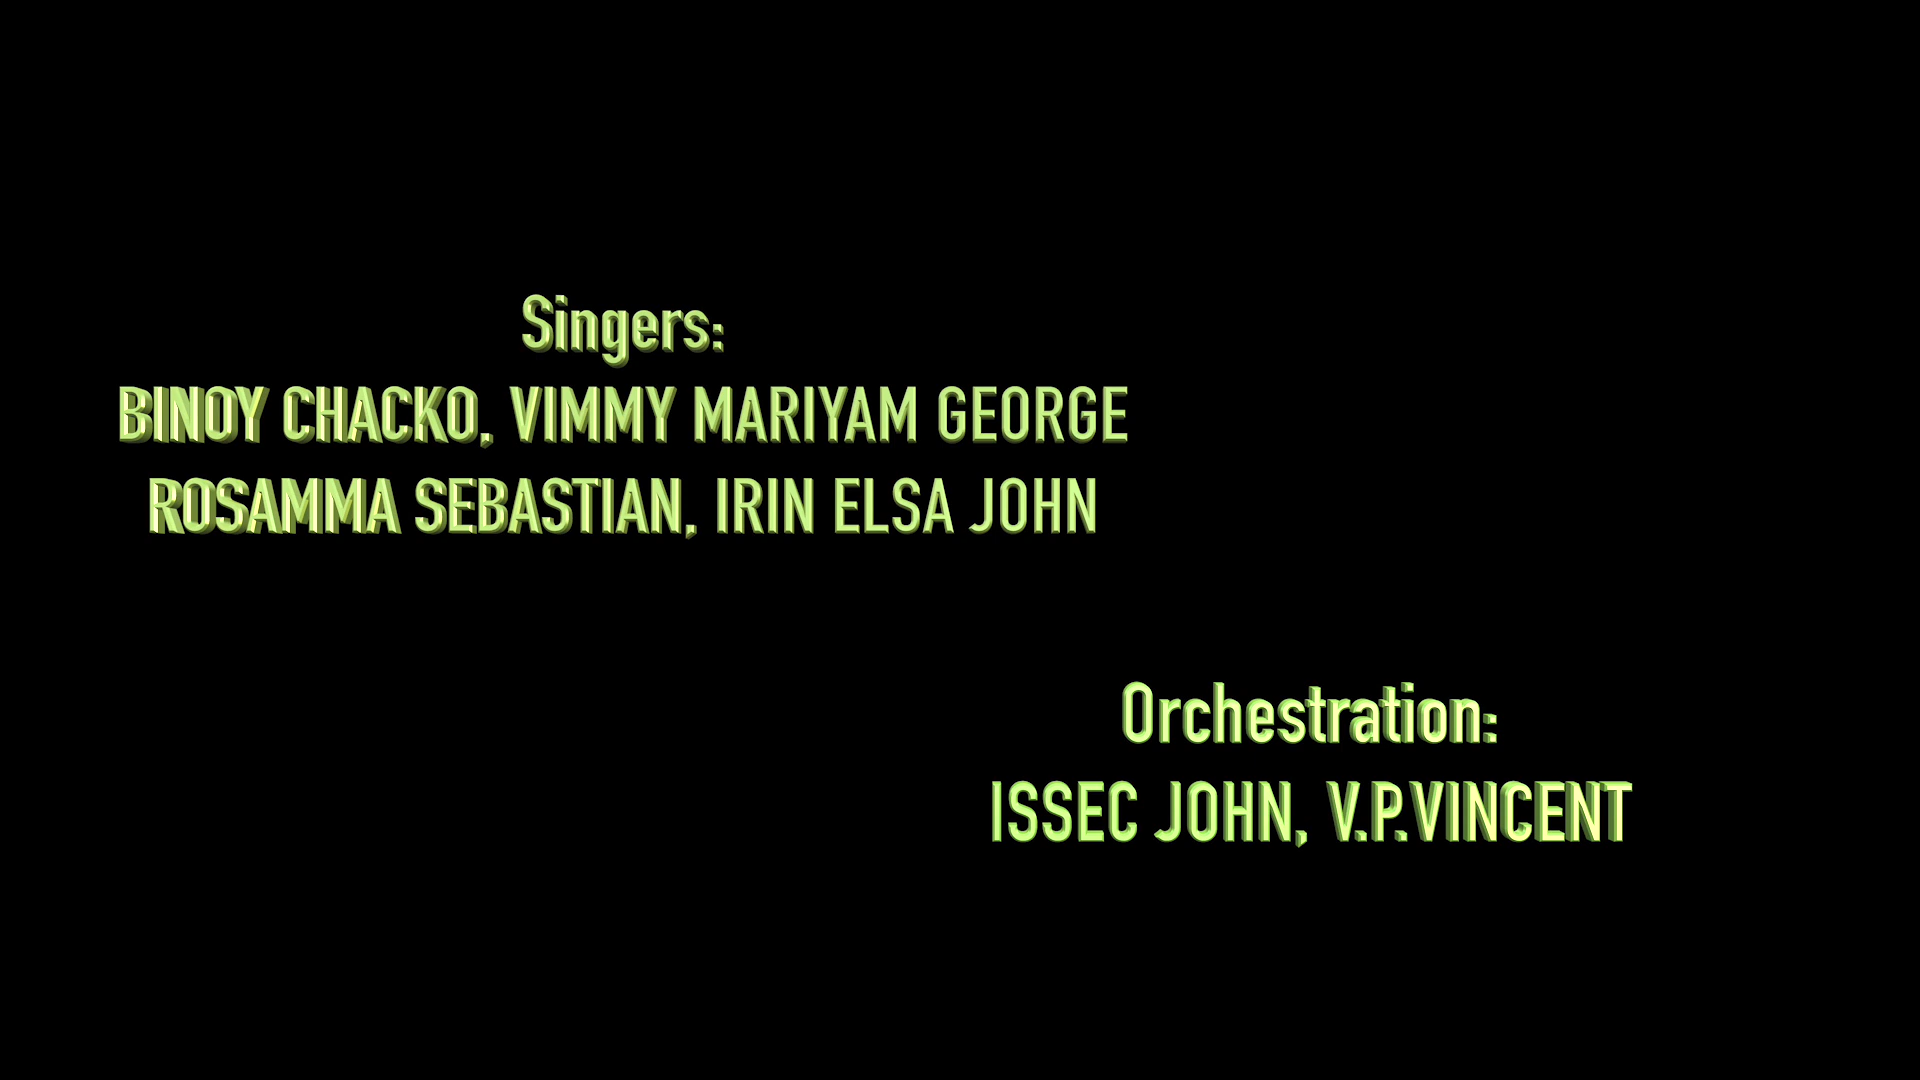 Singers:
BINOY CHACKO, VIMMY MARIYAM GEORGE
ROSAMMA SEBASTIAN, IRIN ELSA JOHN
Orchestration:
ISSEC JOHN, V.P.VINCENT